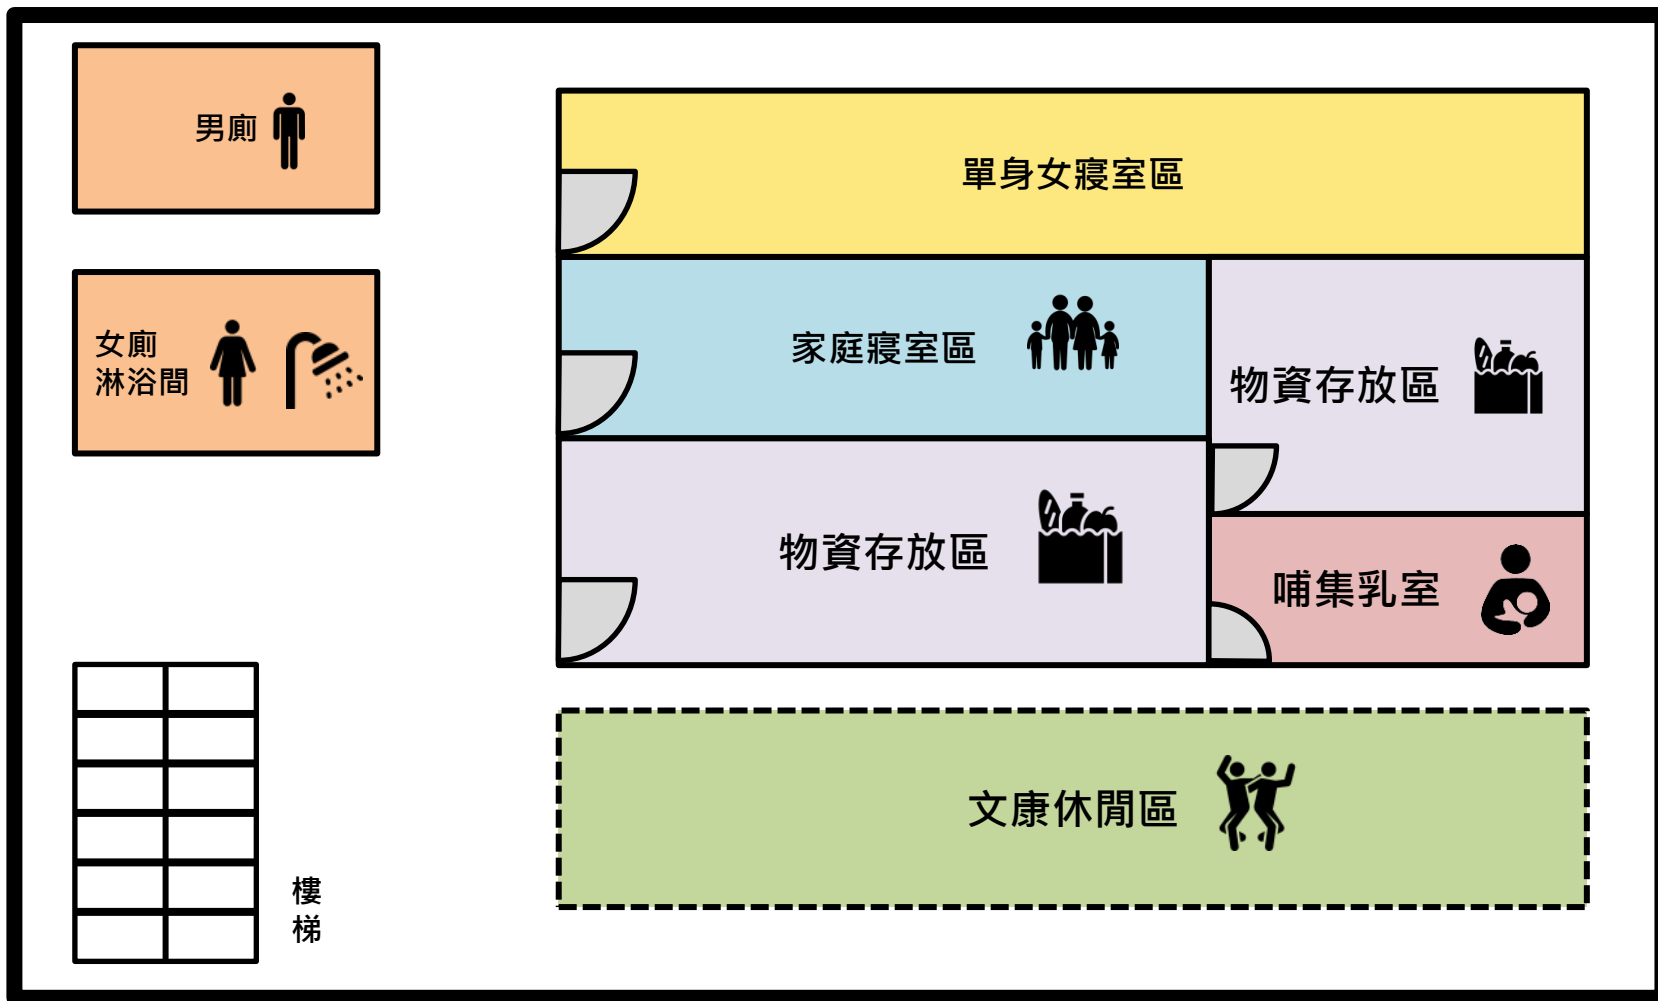 男廁
單身女寢室區
女廁
淋浴間
家庭寢室區
物資存放區
物資存放區
哺集乳室
文康休閒區
樓
梯